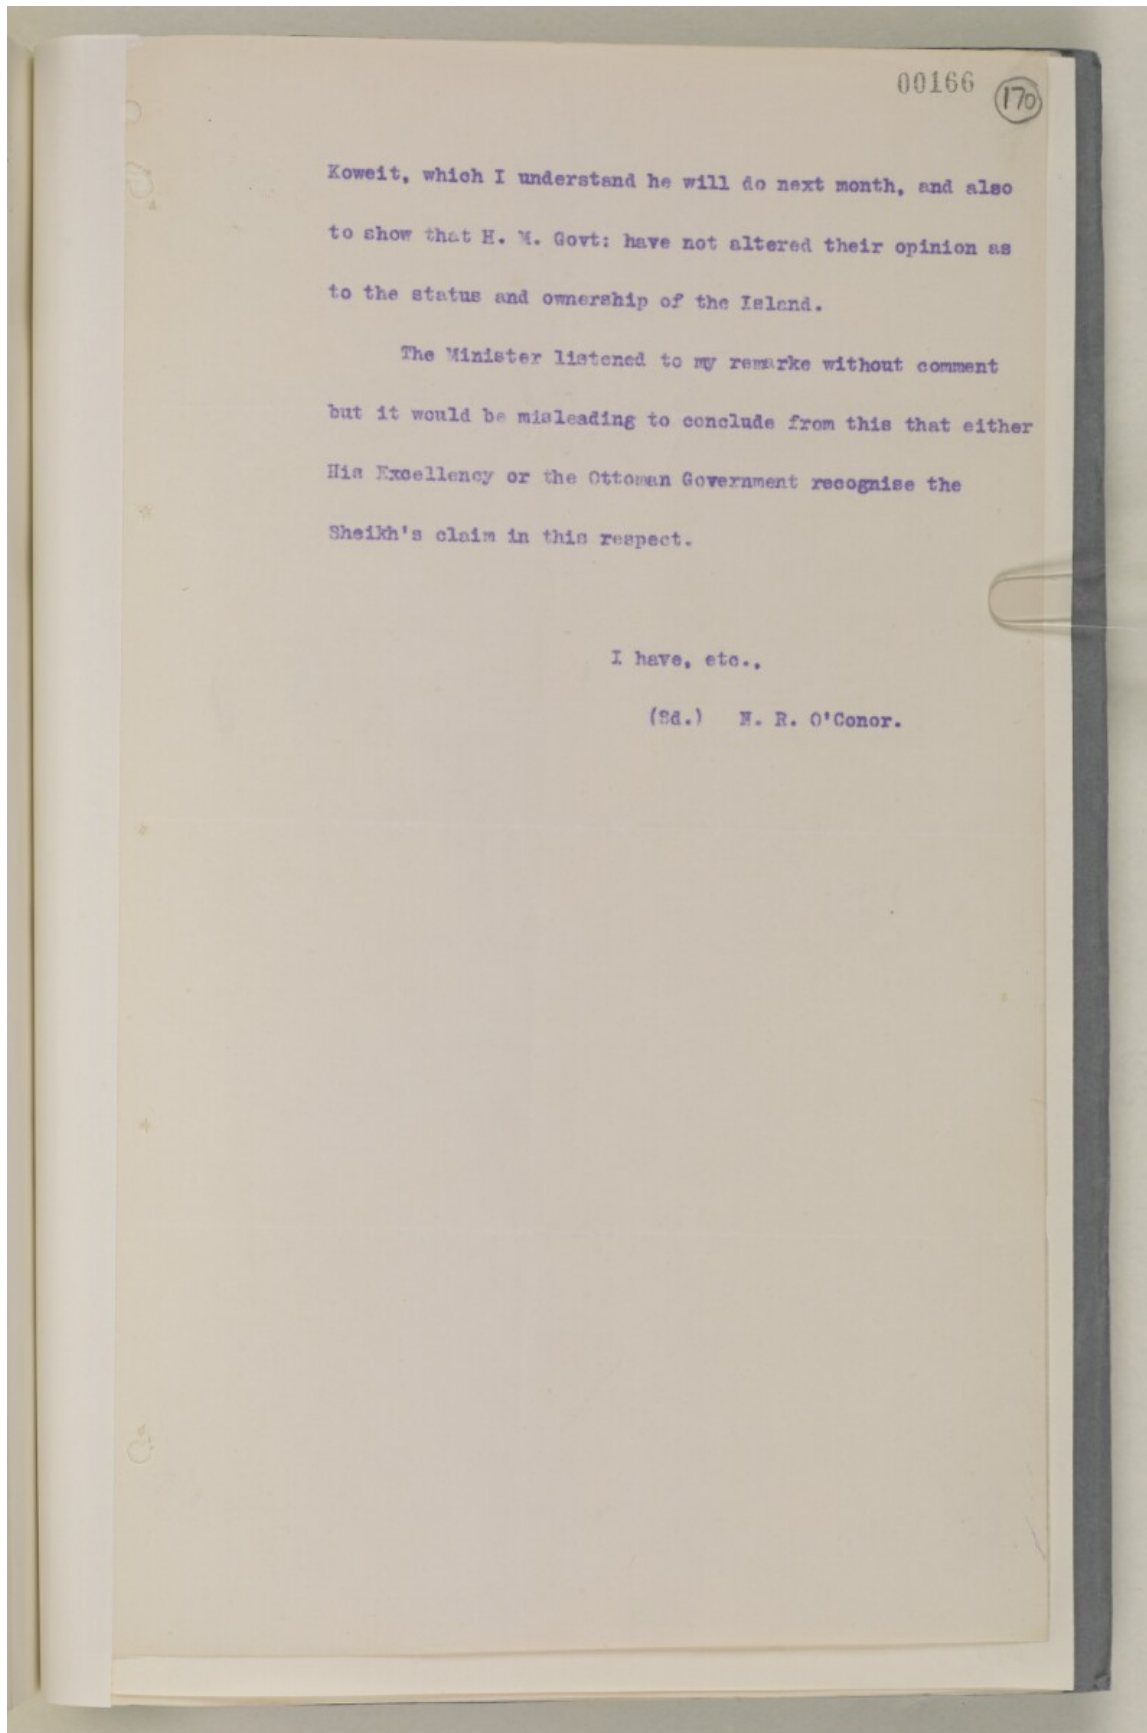 00166
170
Koweit, which I understand he will do next month, and also
to show that H. M. Govt: have not altered their opinion as
to the status and ownership of the Island.
The Minister listened to my remarks without comment
but it would be misleading to conclude from this that either
His Excellency or the Ottoman Government recognise the
Sheikh's claim in this respect.
I have, etc.,
(Sd.) N. R. O'Conor.